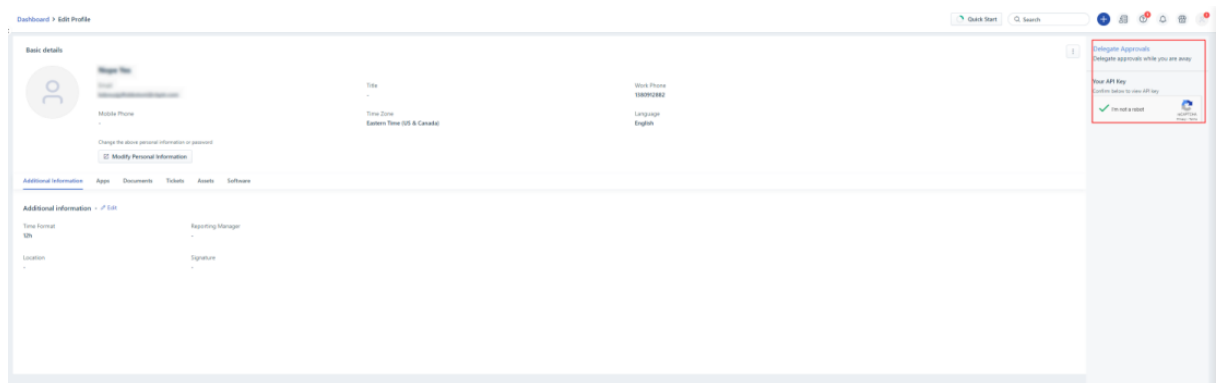 Dashboard > Edit Profile
Quick Start
Search
Basic details
Title
-
Work Phone
1380912882
Mobile Phone
-
Time Zone
Eastern Time (US & Canada)
Language
English
Change the above personal information or password
Modify Personal Information
Additional Information Apps Documents Tickets Assets Software
Additional information - Edit
Time Format
12h
Reporting Manager
-
Location
-
Signature
-
Delegate Approvals
Delegate approvals while you are away
Your API Key
Confirm below to view API key
I'm not a robot
reCAPTCHA
Privacy - Terms